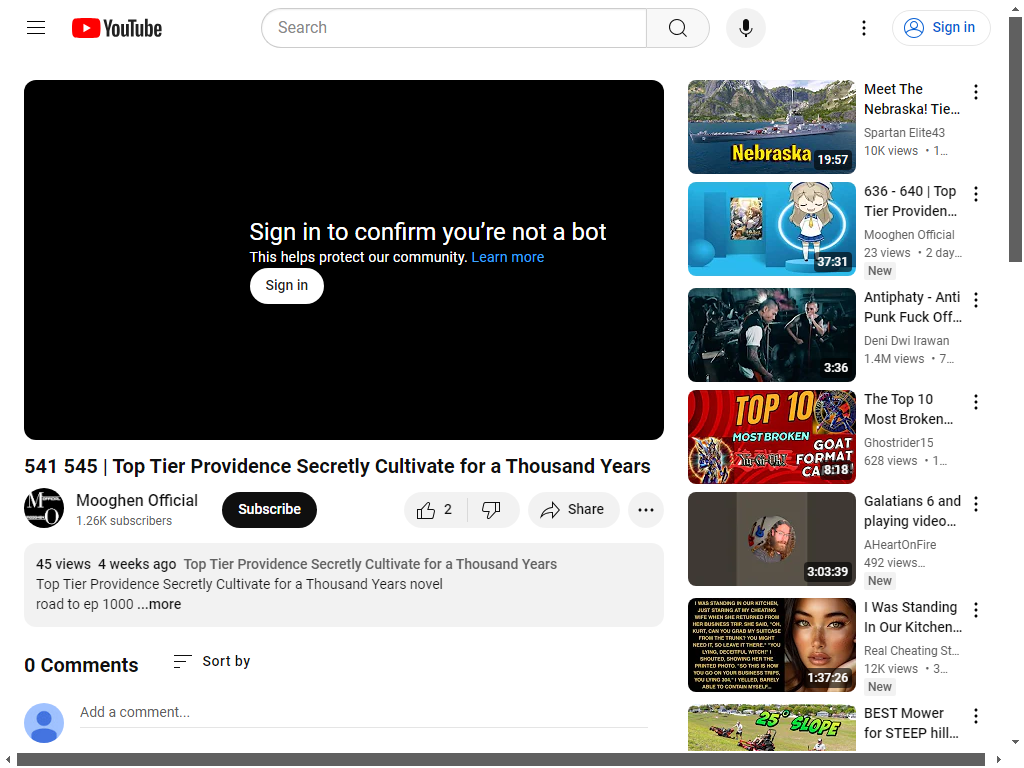 YouTube
Search
Sign in
Sign in to confirm you're not a bot
This helps protect our community. Learn more
Sign in
541 545 | Top Tier Providence Secretly Cultivate for a Thousand Years
Mooghen Official
1.26K subscribers
Subscribe
2
Share
45 views 4 weeks ago Top Tier Providence Secretly Cultivate for a Thousand Years
Top Tier Providence Secretly Cultivate for a Thousand Years novel
road to ep 1000 ...more
0 Comments
Sort by
Add a comment...
Nebraska
19:57
Meet The
Nebraska! Tie...
Spartan Elite43
10K views • 1...
37:31
636 - 640 | Top
Tier Providen...
Mooghen Official
23 views • 2 day...
New
3:36
Antiphaty - Anti
Punk Fuck Off...
Deni Dwi Irawan
1.4M views • 7...
TOP 10
MOST BROKEN
Yu-Gi-Oh!
GOAT
FORMAT
8:18
The Top 10
Most Broken...
Ghostrider15
628 views • 1...
3:03:39
Galatians 6 and
playing video...
AHeartOnFire
492 views...
New
I WAS STANDING IN OUR KITCHEN,
JUST STARING AT MY CHEATING
WIFE WHEN SHE RETURNED FROM
HER BUSINESS TRIP. SHE SAID, "OH,
KURT, CAN YOU GRAB MY SUITCASE
FROM THE TRUNK? YOU MIGHT
NEED IT, SO LEAVE IT THERE." "YOU
LYING, DECEITFUL WITCH!" I
SHOUTED, SHOWING HER THE
PRINTED PHOTO. "SO THIS IS HOW
YOU GO ON YOUR BUSINESS TRIPS,
YOU LYING 304," I YELLED, BARELY
ABLE TO CONTAIN MYSELF...
1:37:26
I Was Standing
In Our Kitchen...
Real Cheating St...
12K views • 3...
New
25° SLOPE
BEST Mower
for STEEP hill...